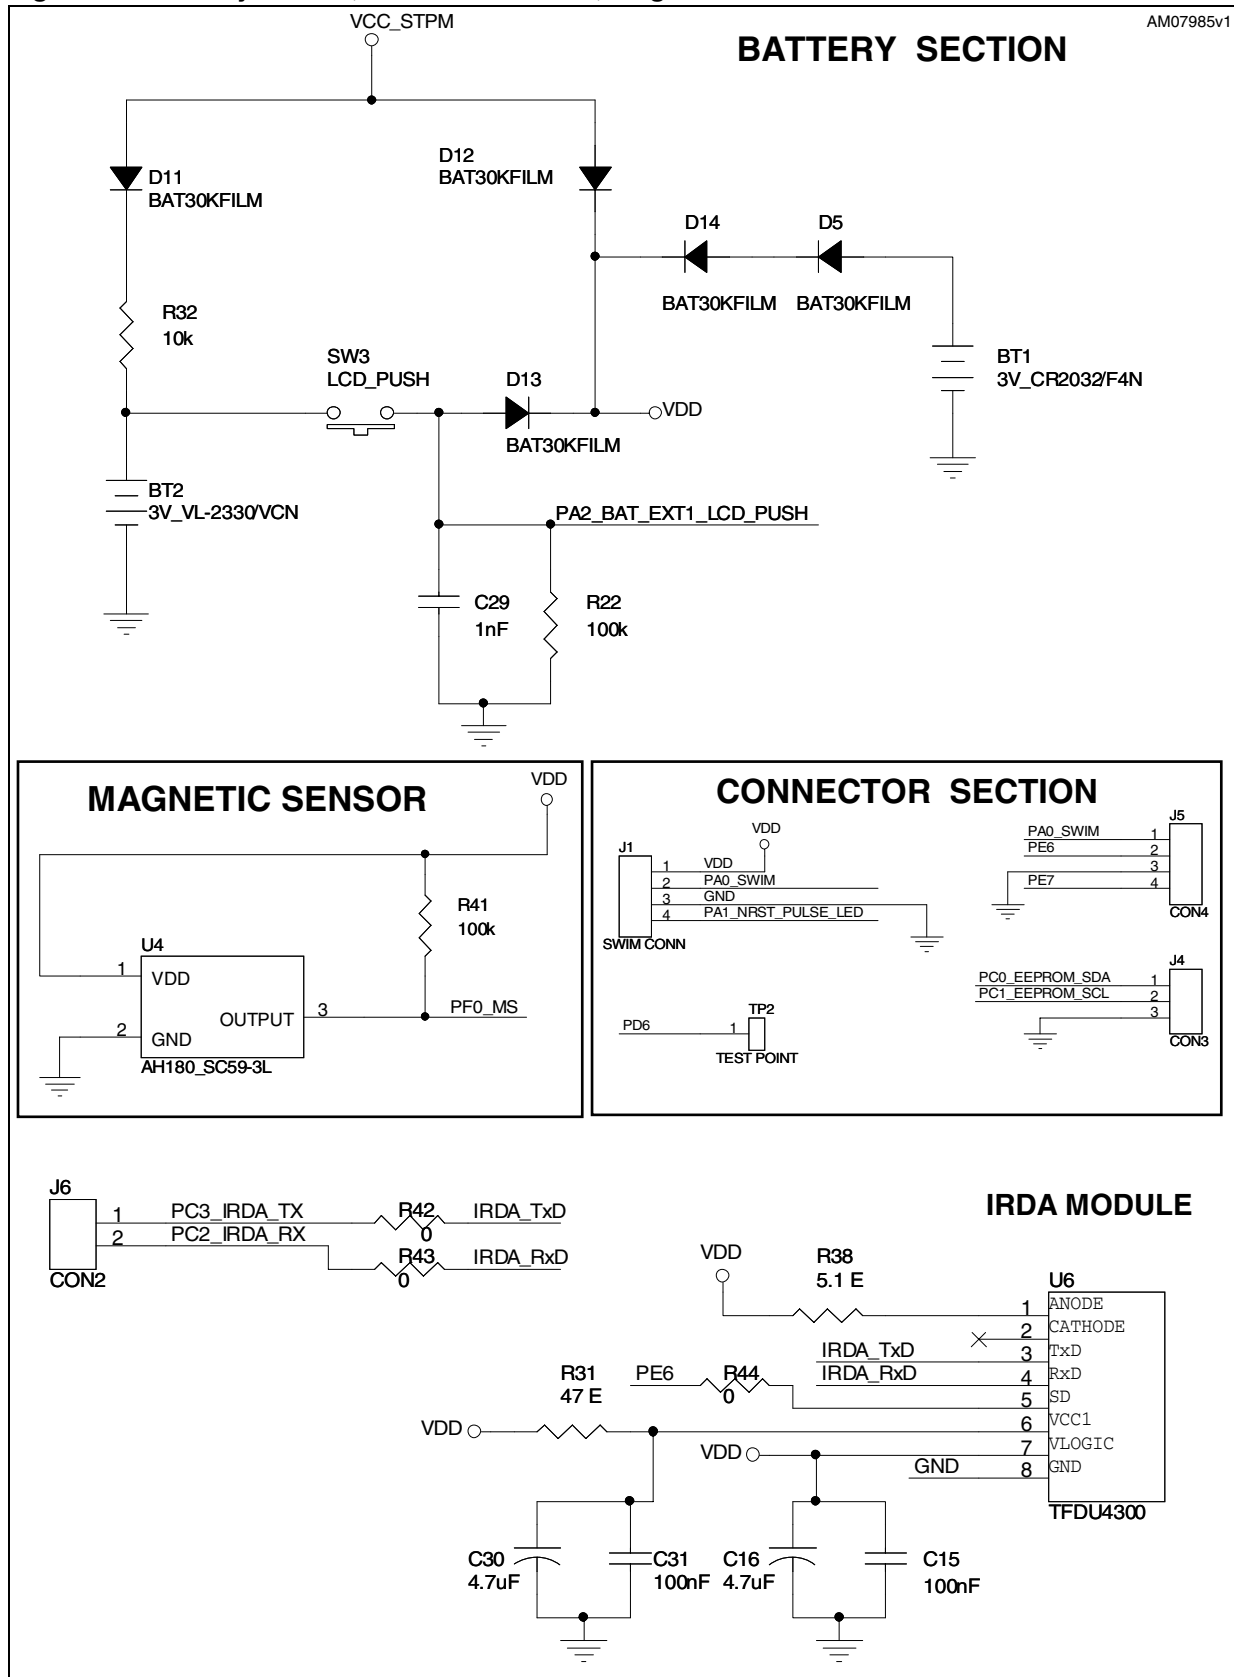 VCC_STPM
AM07985v1
BATTERY SECTION
D11
BAT30KFILM
D12
BAT30KFILM
D14
BAT30KFILM
D5
BAT30KFILM
R32
10k
SW3
LCD_PUSH
D13
BAT30KFILM
VDD
BT1
3V_CR2032/F4N
BT2
3V_VL-2330/VCN
PA2_BAT_EXT1_LCD_PUSH
C29
1nF
R22
100k
MAGNETIC SENSOR
VDD
R41
100k
U4
1
VDD
2
GND
OUTPUT
3
PF0_MS
AH180_SC59-3L
CONNECTOR SECTION
J1
VDD
1
VDD
2
PA0_SWIM
3
GND
4
PA1_NRST_PULSE_LED
SWIM CONN
J5
PA0_SWIM
1
PE6
2
3
PE7
4
CON4
J4
PC0_EEPROM_SDA
1
PC1_EEPROM_SCL
2
3
CON3
PD6
1
TP2
TEST POINT
J6
1
PC3_IRDA_TX
R42
0
IRDA_TxD
2
PC2_IRDA_RX
R43
0
IRDA_RxD
CON2
IRDA MODULE
VDD
R38
5.1 E
U6
1
ANODE
2
CATHODE
IRDA_TxD
3
TxD
IRDA_RxD
4
RxD
PE6
R44
0
5
SD
R31
47 E
VDD
6
VCC1
VDD
7
VLOGIC
GND
8
GND
TFDU4300
C30
4.7uF
C31
100nF
C16
4.7uF
C15
100nF